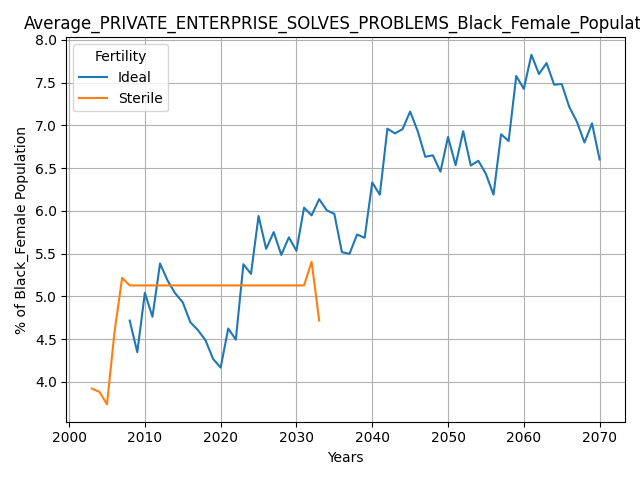 Average_PRIVATE_ENTERPRISE_SOLVES_PROBLEMS_Black_Female_Populat
Fertility
Ideal
Sterile
% of Black_Female Population
8.0
7.5
7.0
6.5
6.0
5.5
5.0
4.5
4.0
2000 2010 2020 2030 2040 2050 2060 2070
Years